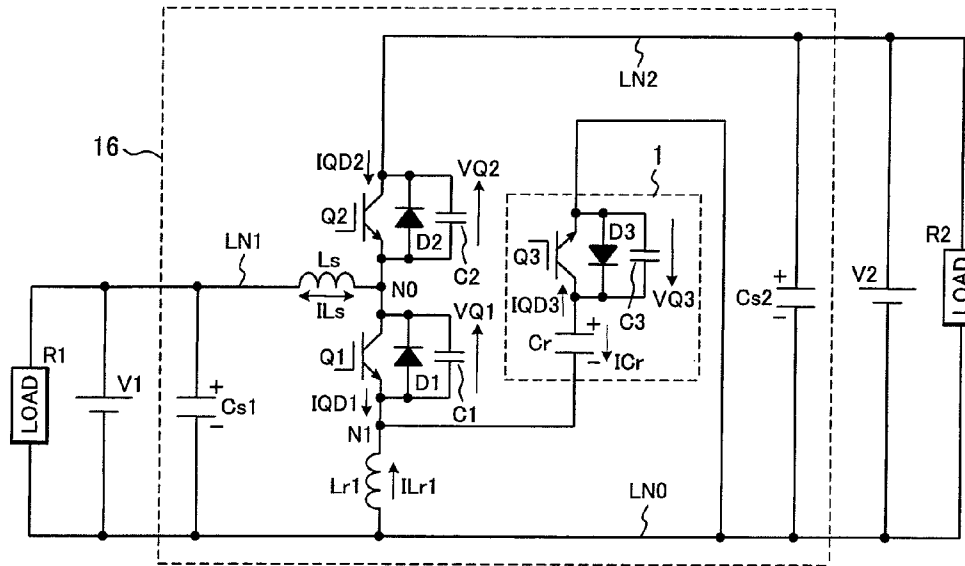 LN2
16
1
IQD2
VQ2
Q2
D2
C2
Q3
D3
C3
VQ3
IQD3
Cr
+
−
ICr
LN1
Ls
ILs
N0
VQ1
Q1
D1
C1
IQD1
N1
Lr1
ILr1
LN0
R1
LOAD
V1
+
−
Cs1
+
−
Cs2
V2
R2
LOAD